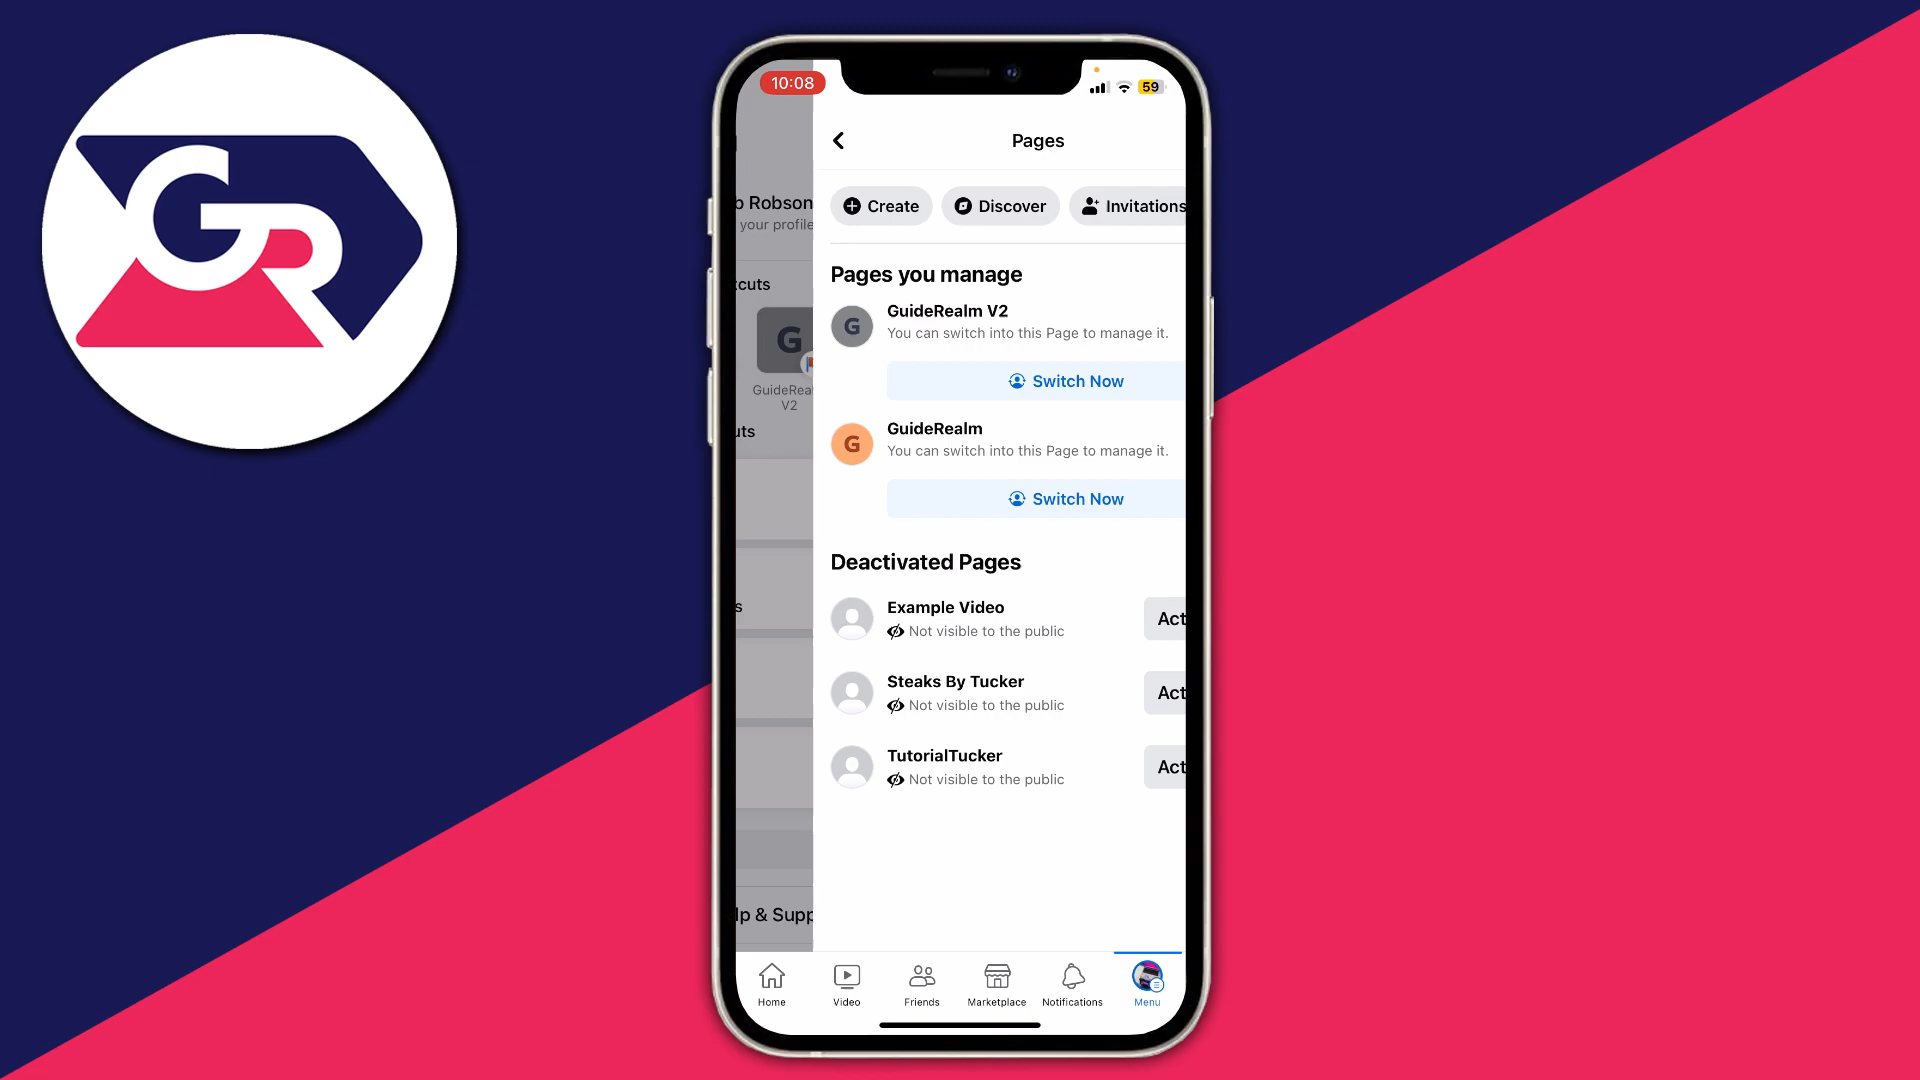 GR
10:08
59
Pages
b Robson
your profile
Create
Discover
Invitations
tcuts
GuideRea
V2
uts
Pages you manage
G
GuideRealm V2
You can switch into this Page to manage it.
Switch Now
G
GuideRealm
You can switch into this Page to manage it.
Switch Now
Deactivated Pages
Example Video
Not visible to the public
Act
s
Steaks By Tucker
Not visible to the public
Act
TutorialTucker
Not visible to the public
Act
lp & Supp
Home
Video
Friends
Marketplace
Notifications
Menu